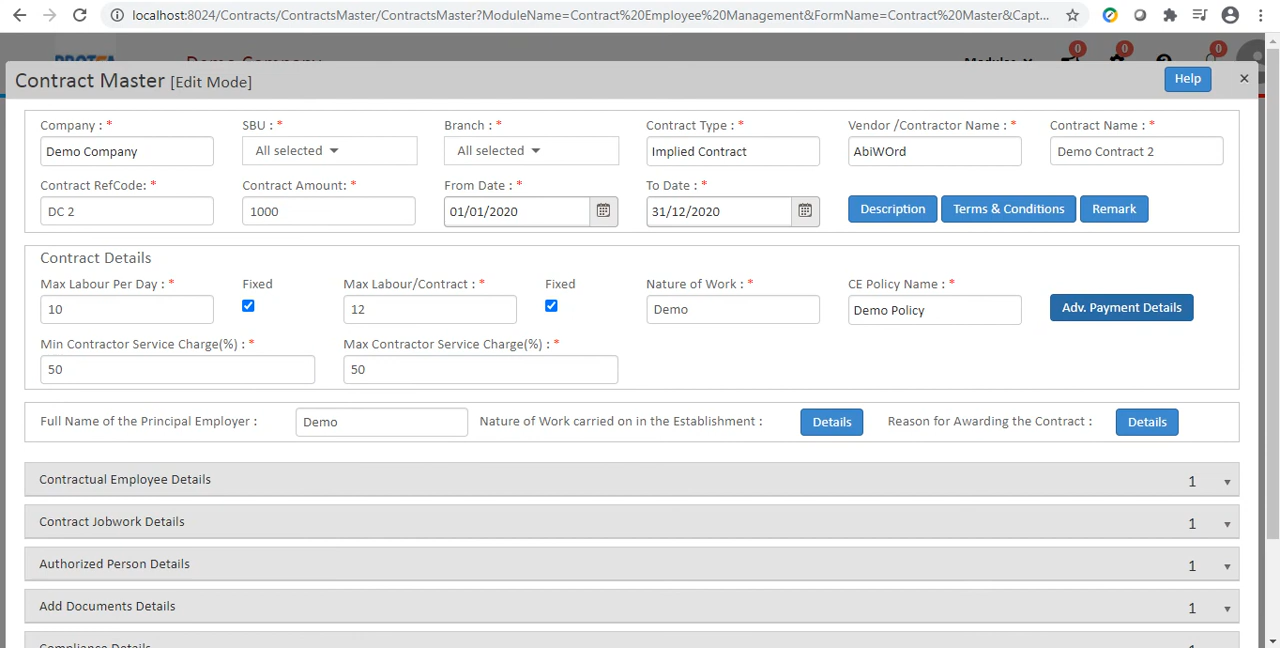 localhost:8024/Contracts/ContractsMaster/ContractsMaster?ModuleName=Contract%20Employee%20Management&FormName=Contract%20Master&Capt...
0 0 0
Contract Master [Edit Mode] Help ×
Company : * SBU : * Branch : * Contract Type : * Vendor /Contractor Name : * Contract Name : *
Demo Company All selected All selected Implied Contract AbiWOrd Demo Contract 2
Contract RefCode: * Contract Amount: * From Date : * To Date : *
DC 2 1000 01/01/2020 31/12/2020 Description Terms & Conditions Remark
Contract Details
Max Labour Per Day : * Fixed Max Labour/Contract : * Fixed Nature of Work : * CE Policy Name : *
10 12 Demo Demo Policy Adv. Payment Details
Min Contractor Service Charge(%) : * Max Contractor Service Charge(%) : *
50 50
Full Name of the Principal Employer : Demo Nature of Work carried on in the Establishment : Details Reason for Awarding the Contract : Details
Contractual Employee Details 1
Contract Jobwork Details 1
Authorized Person Details 1
Add Documents Details 1
Compliance Details 1